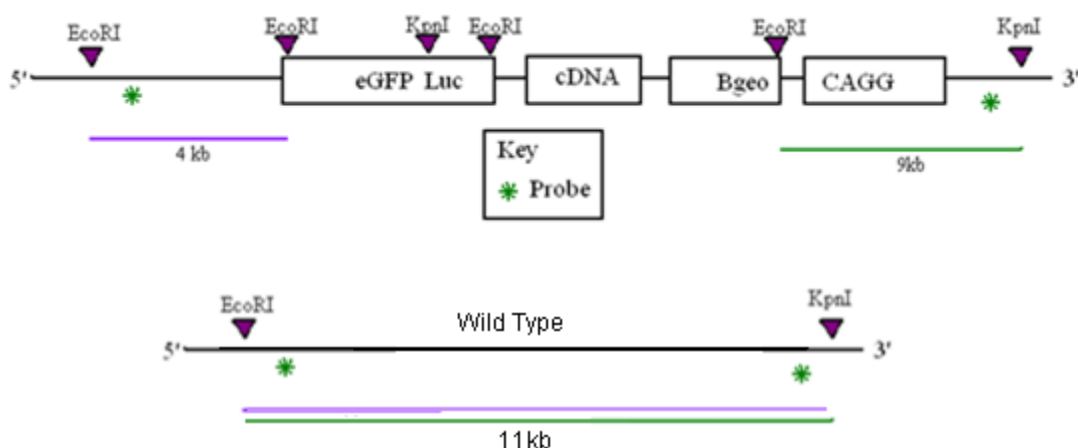 EcoRI EcoRI KpnI EcoRI EcoRI KpnI
5' eGFP Luc cDNA Bgeo CAGG 3'
4 kb 9kb
Key
Probe
EcoRI KpnI
Wild Type
5' 3'
11kb